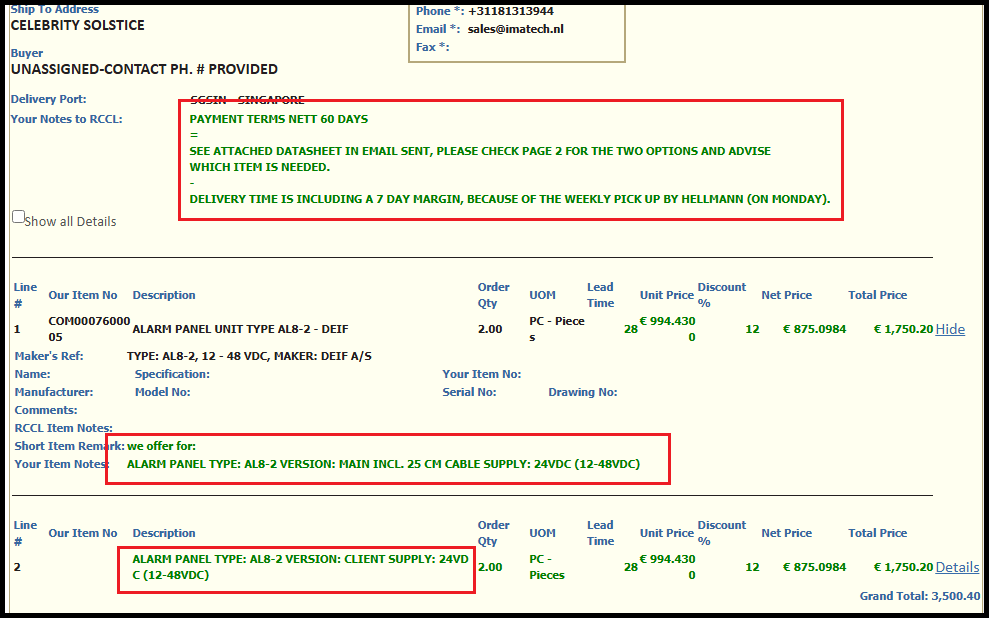 Ship To Address
CELEBRITY SOLSTICE
Phone *: +31181313944
Email *: sales@imatech.nl
Fax *:
Buyer
UNASSIGNED-CONTACT PH. # PROVIDED
Delivery Port: SGSIN - SINGAPORE
Your Notes to RCCL: PAYMENT TERMS NETT 60 DAYS
=
SEE ATTACHED DATASHEET IN EMAIL SENT, PLEASE CHECK PAGE 2 FOR THE TWO OPTIONS AND ADVISE
WHICH ITEM IS NEEDED.
-
DELIVERY TIME IS INCLUDING A 7 DAY MARGIN, BECAUSE OF THE WEEKLY PICK UP BY HELLMANN (ON MONDAY).
Show all Details
Line Order Lead Discount
# Our Item No Description Qty UOM Time Unit Price % Net Price Total Price
COM00076000 PC - Piece € 994.430
1 05 ALARM PANEL UNIT TYPE AL8-2 - DEIF 2.00 s 28 0 12 € 875.0984 € 1,750.20 Hide
Maker's Ref: TYPE: AL8-2, 12 - 48 VDC, MAKER: DEIF A/S
Name: Specification: Your Item No:
Manufacturer: Model No: Serial No: Drawing No:
Comments:
RCCL Item Notes:
Short Item Remark: we offer for:
Your Item Notes: ALARM PANEL TYPE: AL8-2 VERSION: MAIN INCL. 25 CM CABLE SUPPLY: 24VDC (12-48VDC)
Line Order Lead Discount
# Our Item No Description Qty UOM Time Unit Price % Net Price Total Price
ALARM PANEL TYPE: AL8-2 VERSION: CLIENT SUPPLY: 24VD PC - € 994.430
2 C (12-48VDC) 2.00 Pieces 28 0 12 € 875.0984 € 1,750.20 Details
Grand Total: 3,500.40